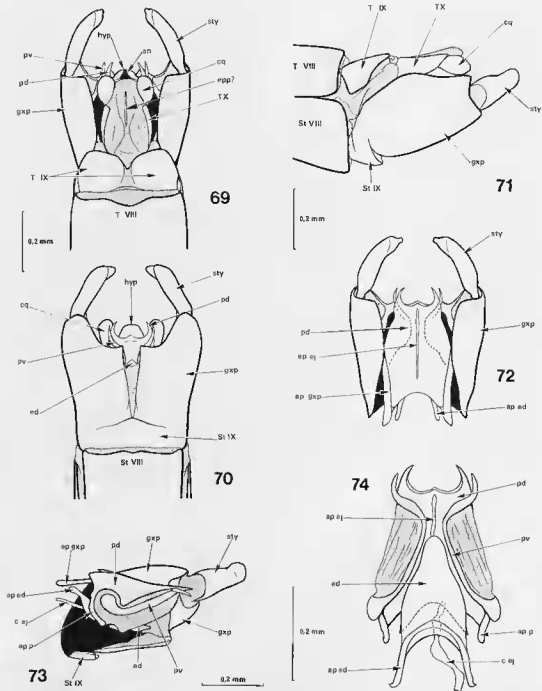 sty
hyp
an
pv
pd
cq
epp?
TX
gxp
T IX
T VIII
69
0,2 mm
T IX
TX
cq
T VIII
sty
St VIII
gxp
St IX
71
0,2 mm
hyp
sty
cq
pd
pv
gxp
ed
St IX
St VIII
70
sty
pd
gxp
ap ej
ap gxp
ap ed
72
gxp
sty
ap gxp
pd
ap ed
c ej
ap p
gxp
ed
pv
St IX
73
0,2 mm
74
pd
ap ej
pv
ed
ap p
c ej
ap ed
0,2 mm